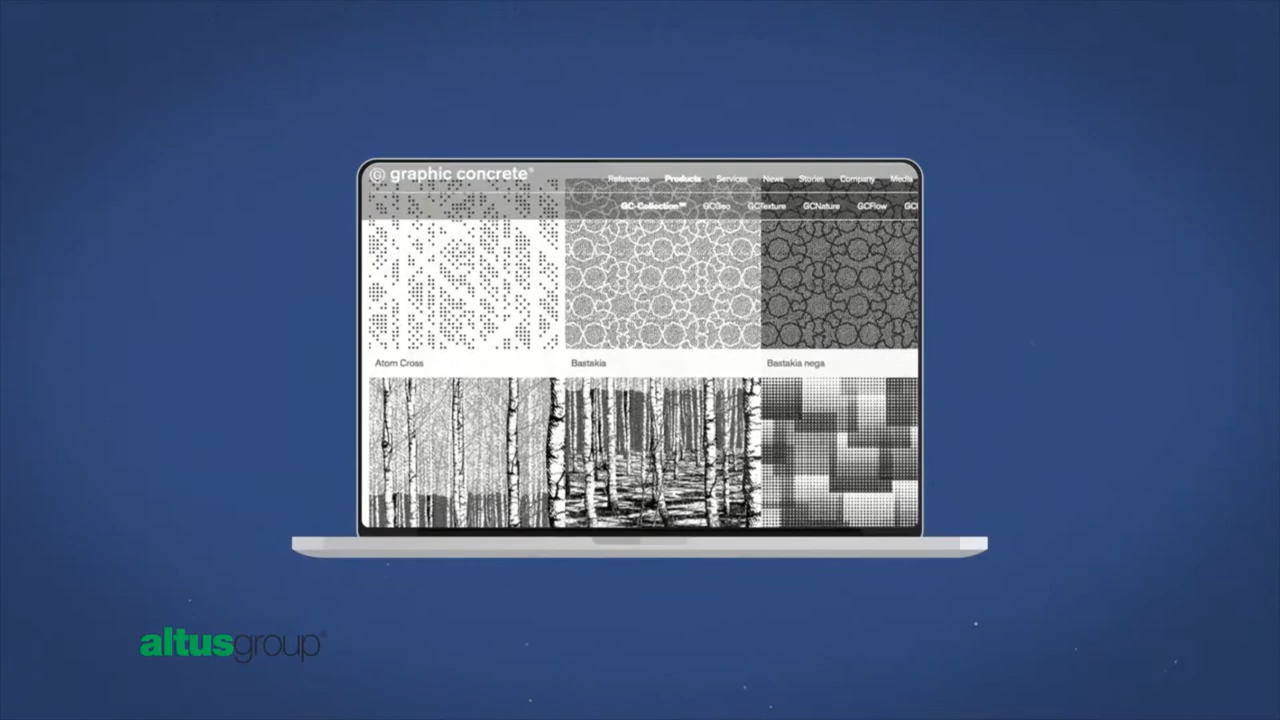 graphic concrete®
References Products Services News Stories Company Media
GC-Collection™ GCGeo GCTexture GCNature GCFlow
Atom Cross Bastakia Bastakia nega
altusgroup®